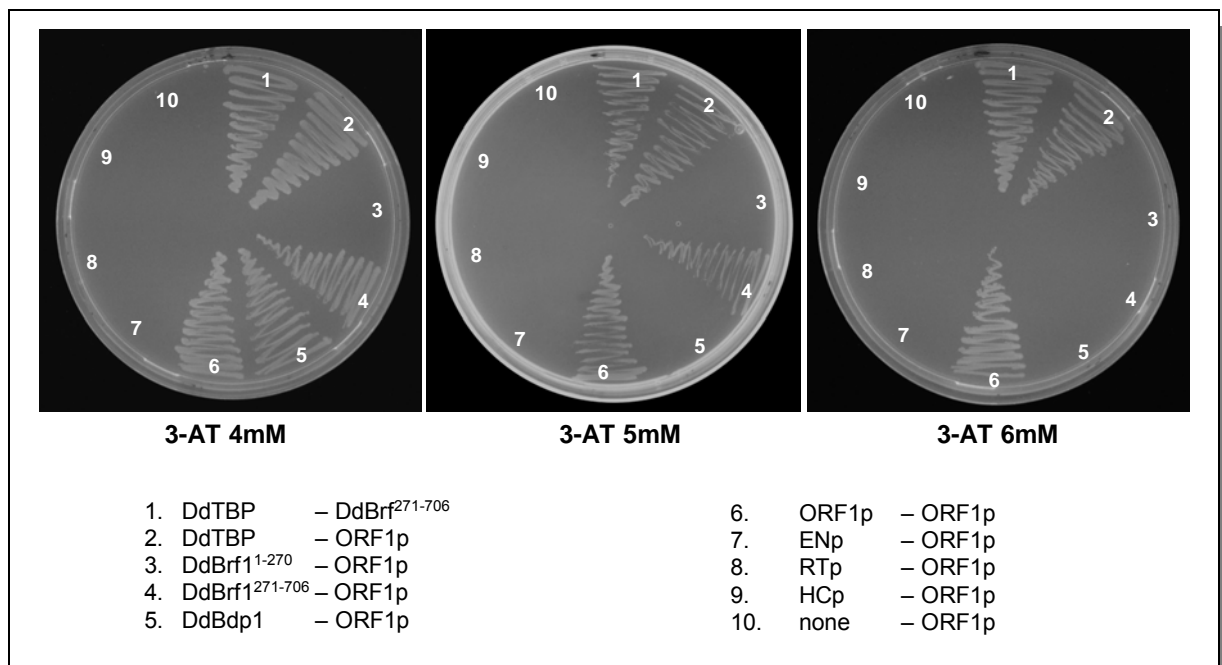 10 1 2 3 4 5 6 7 8 9
10 1 2 3 4 5 6 7 8 9
10 1 2 3 4 5 6 7 8 9
3-AT 4mM
3-AT 5mM
3-AT 6mM
1. DdTBP – DdBrf²⁷¹⁻⁷⁰⁶
2. DdTBP – ORF1p
3. DdBrf1¹⁻²⁷⁰ – ORF1p
4. DdBrf1²⁷¹⁻⁷⁰⁶ – ORF1p
5. DdBdp1 – ORF1p
6. ORF1p – ORF1p
7. ENp – ORF1p
8. RTp – ORF1p
9. HCp – ORF1p
10. none – ORF1p